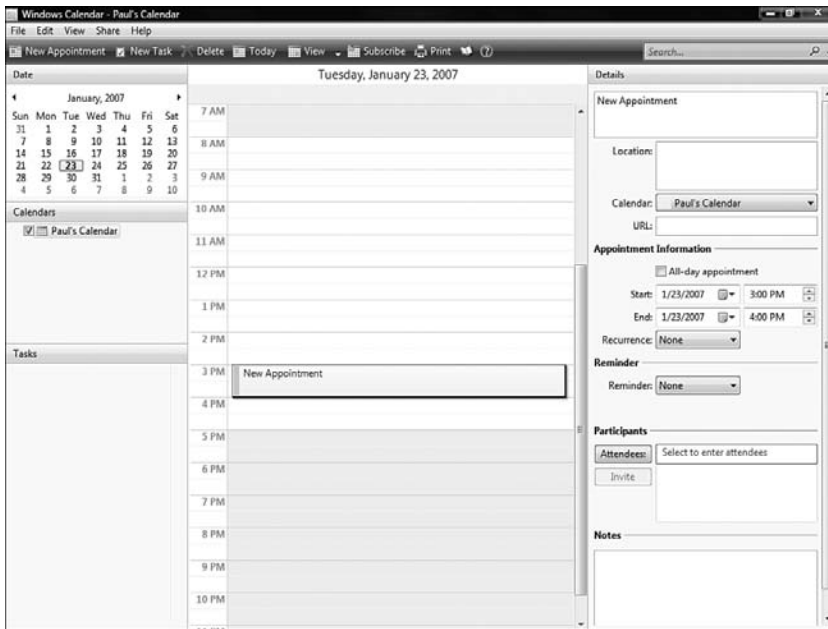 Windows Calendar - Paul's Calendar
File Edit View Share Help
New Appointment New Task Delete Today View Subscribe Print Search...
Date
January, 2007
Sun Mon Tue Wed Thu Fri Sat
31 1 2 3 4 5 6
7 8 9 10 11 12 13
14 15 16 17 18 19 20
21 22 23 24 25 26 27
28 29 30 31 1 2 3
4 5 6 7 8 9 10
Calendars
Paul's Calendar
Tasks
Tuesday, January 23, 2007
7 AM
8 AM
9 AM
10 AM
11 AM
12 PM
1 PM
2 PM
3 PM New Appointment
4 PM
5 PM
6 PM
7 PM
8 PM
9 PM
10 PM
Details
New Appointment
Location:
Calendar: Paul's Calendar
URL:
Appointment Information
All-day appointment
Start: 1/23/2007 3:00 PM
End: 1/23/2007 4:00 PM
Recurrence: None
Reminder
Reminder: None
Participants
Attendees: Select to enter attendees
Invite
Notes